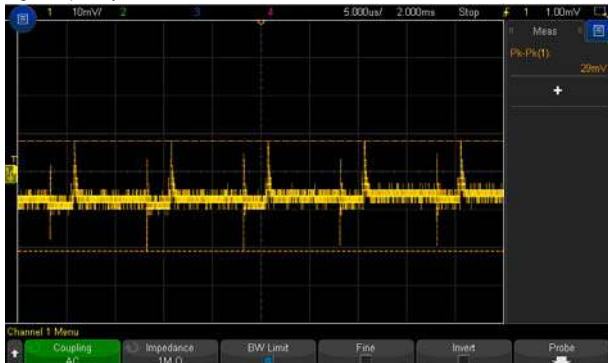 1 10mV/ 2 3 4 5.000us/ 2.000ms Stop 1 1.00mV
Meas
Pk-Pk(1):
29mV
+
T
Channel 1 Menu
Coupling Impedance BW Limit Fine Invert Probe
AC 1M Ω